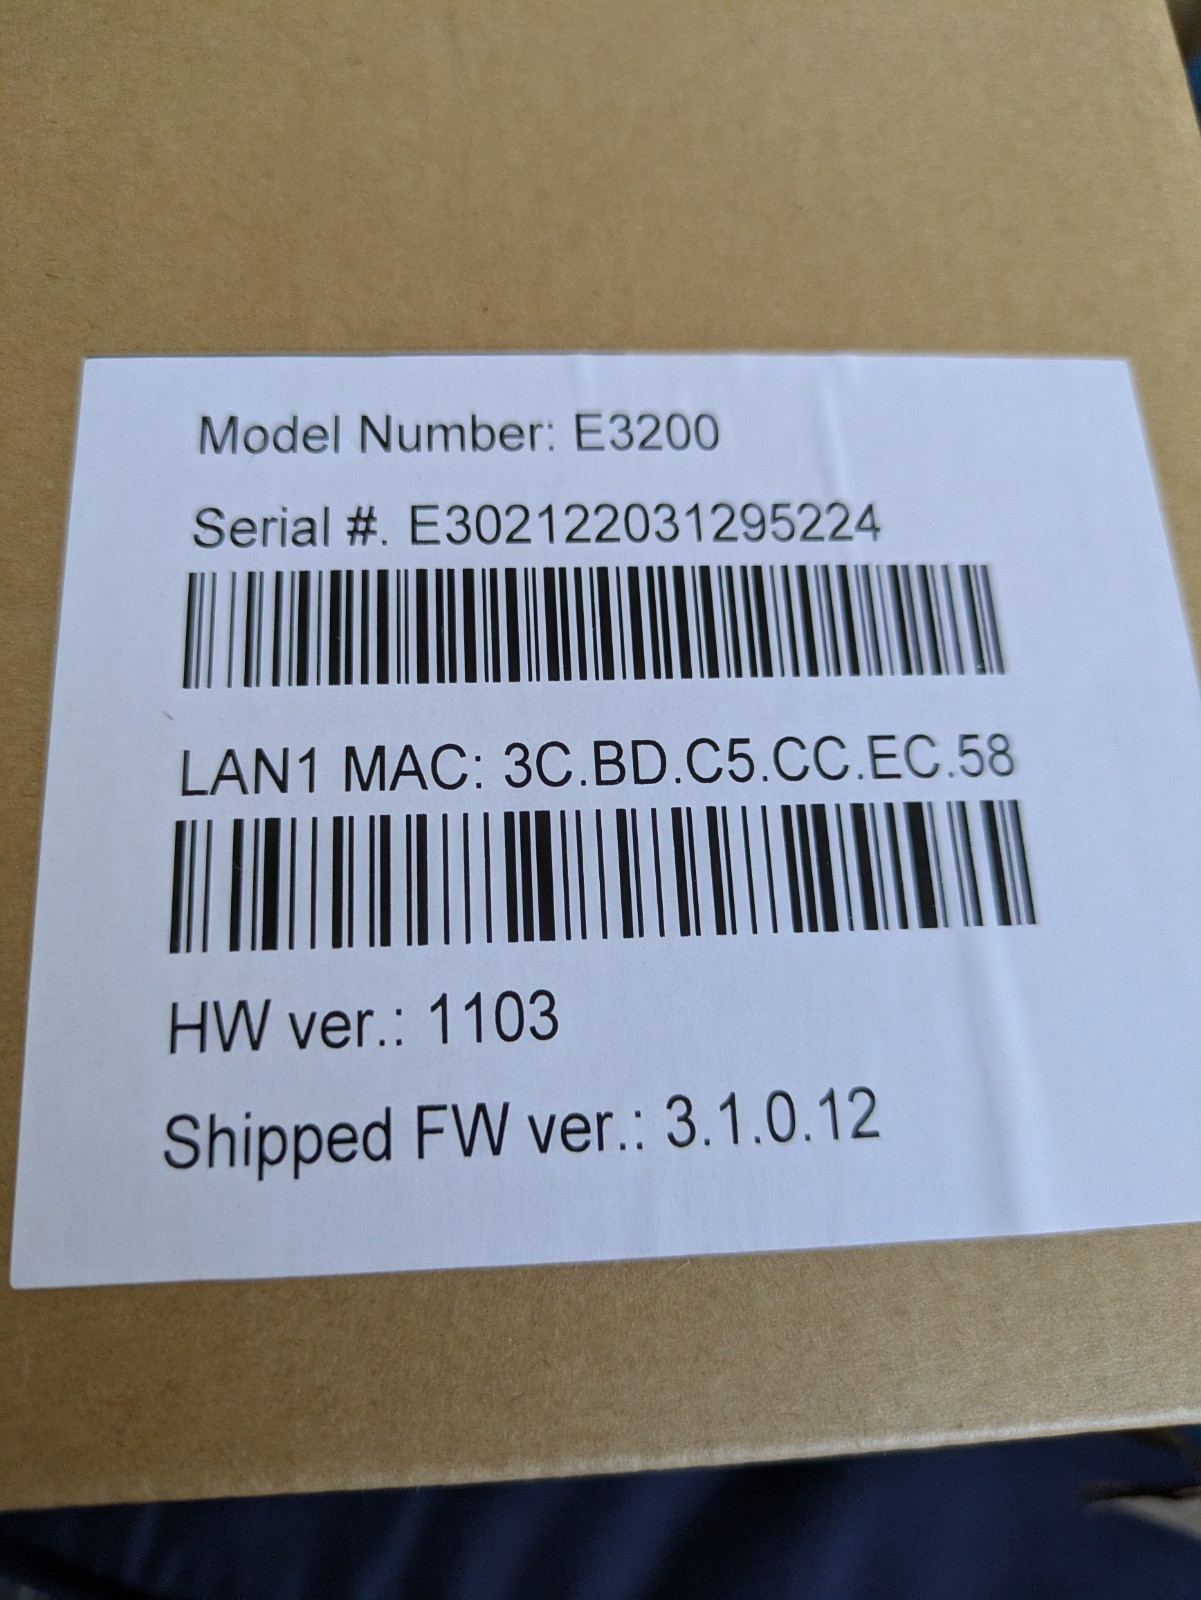 Model Number: E3200
Serial #. E302122031295224
LAN1 MAC: 3C.BD.C5.CC.EC.58
HW ver.: 1103
Shipped FW ver.: 3.1.0.12